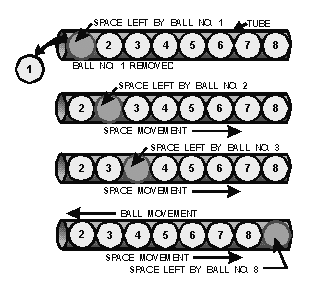 SPACE LEFT BY BALL NO. 1 TUBE
2 3 4 5 6 7 8
1
BALL NO. 1 REMOVED
SPACE LEFT BY BALL NO. 2
2 3 4 5 6 7 8
SPACE MOVEMENT
SPACE LEFT BY BALL NO. 3
2 3 4 5 6 7 8
SPACE MOVEMENT
BALL MOVEMENT
2 3 4 5 6 7 8
SPACE MOVEMENT
SPACE LEFT BY BALL NO. 8